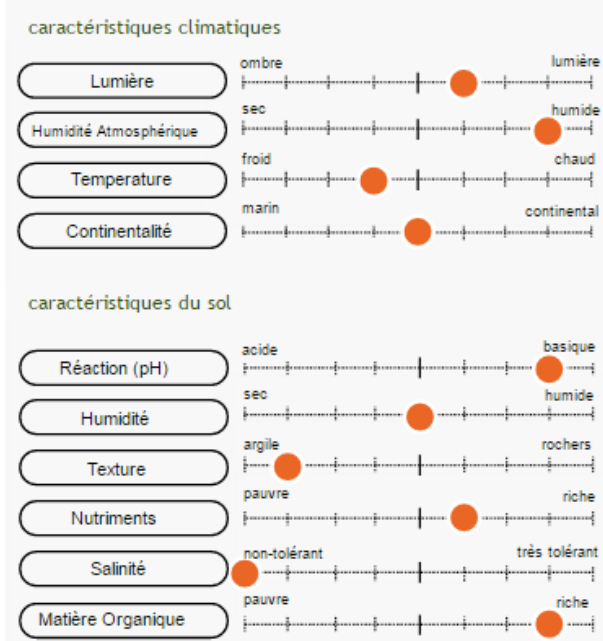 caractéristiques climatiques
Lumière ombre lumière
Humidité Atmosphérique sec humide
Temperature froid chaud
Continentalité marin continental
caractéristiques du sol
Réaction (pH) acide basique
Humidité sec humide
Texture argile rochers
Nutriments pauvre riche
Salinité non-tolérant très tolérant
Matière Organique pauvre riche